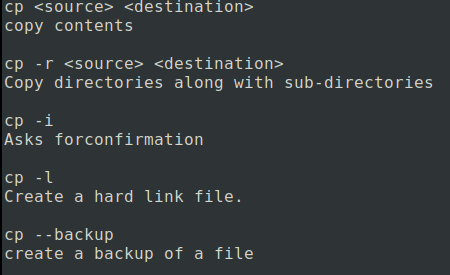 cp <source> <destination>
copy contents
cp -r <source> <destination>
Copy directories along with sub-directories
cp -i
Asks forconfirmation
cp -l
Create a hard link file.
cp --backup
create a backup of a file